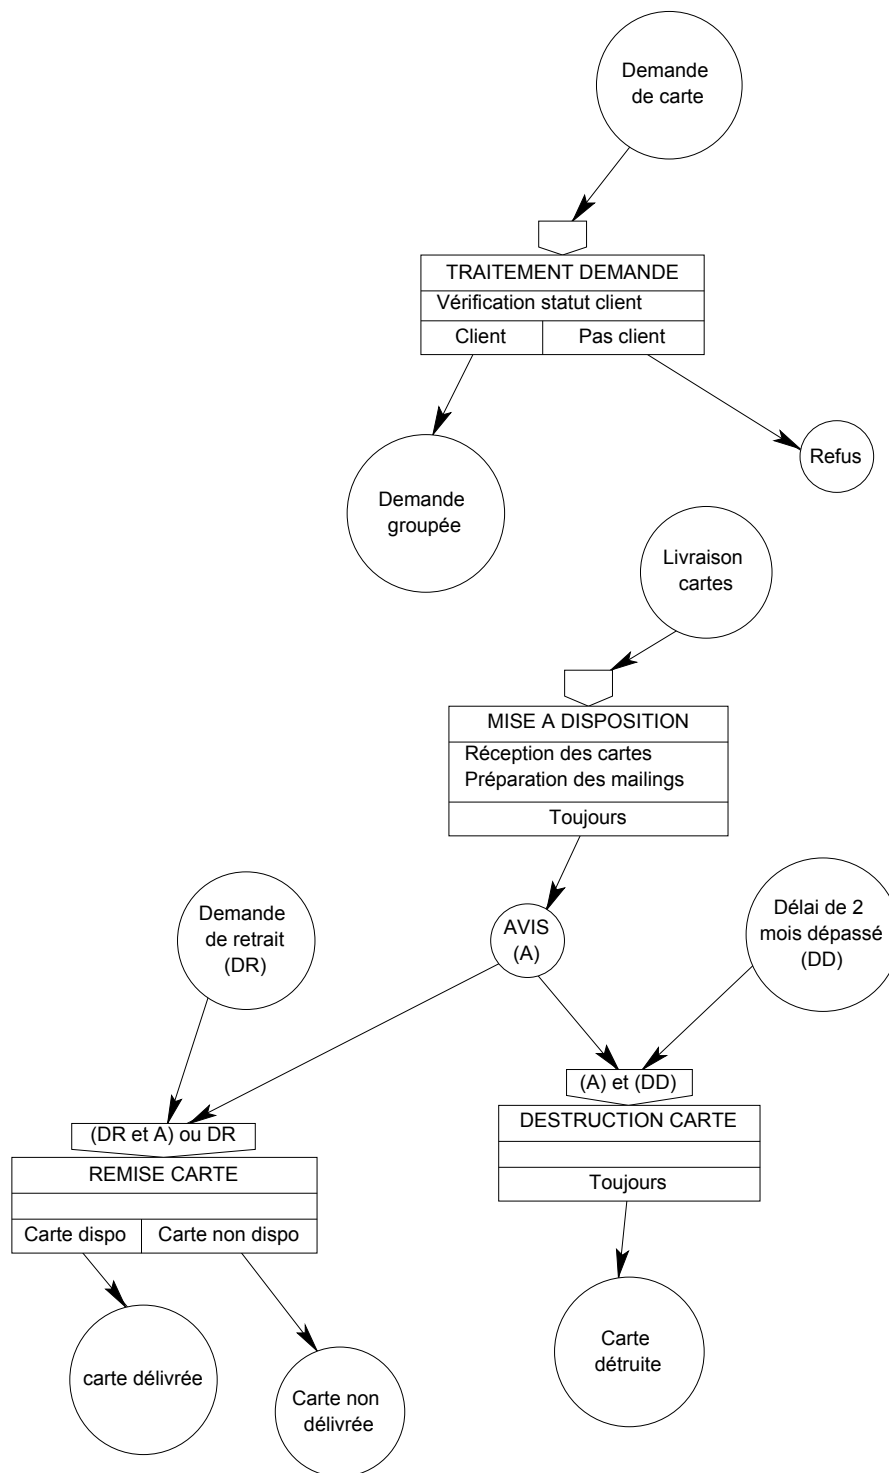 Demande
de carte
TRAITEMENT DEMANDE
Vérification statut client
Client
Pas client
Refus
Demande
groupée
Livraison
cartes
MISE A DISPOSITION
Réception des cartes
Préparation des mailings
Toujours
Demande
de retrait
(DR)
AVIS
(A)
Délai de 2
mois dépassé
(DD)
(A) et (DD)
DESTRUCTION CARTE
Toujours
(DR et A) ou DR
REMISE CARTE
Carte dispo
Carte non dispo
carte délivrée
Carte non
délivrée
Carte
détruite